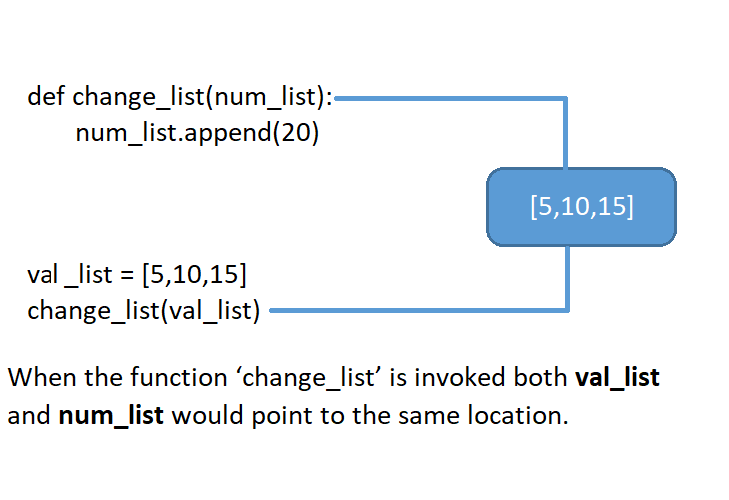 def change_list(num_list):
num_list.append(20)
[5,10,15]
val _list = [5,10,15]
change_list(val_list)
When the function ‘change_list’ is invoked both val_list
and num_list would point to the same location.